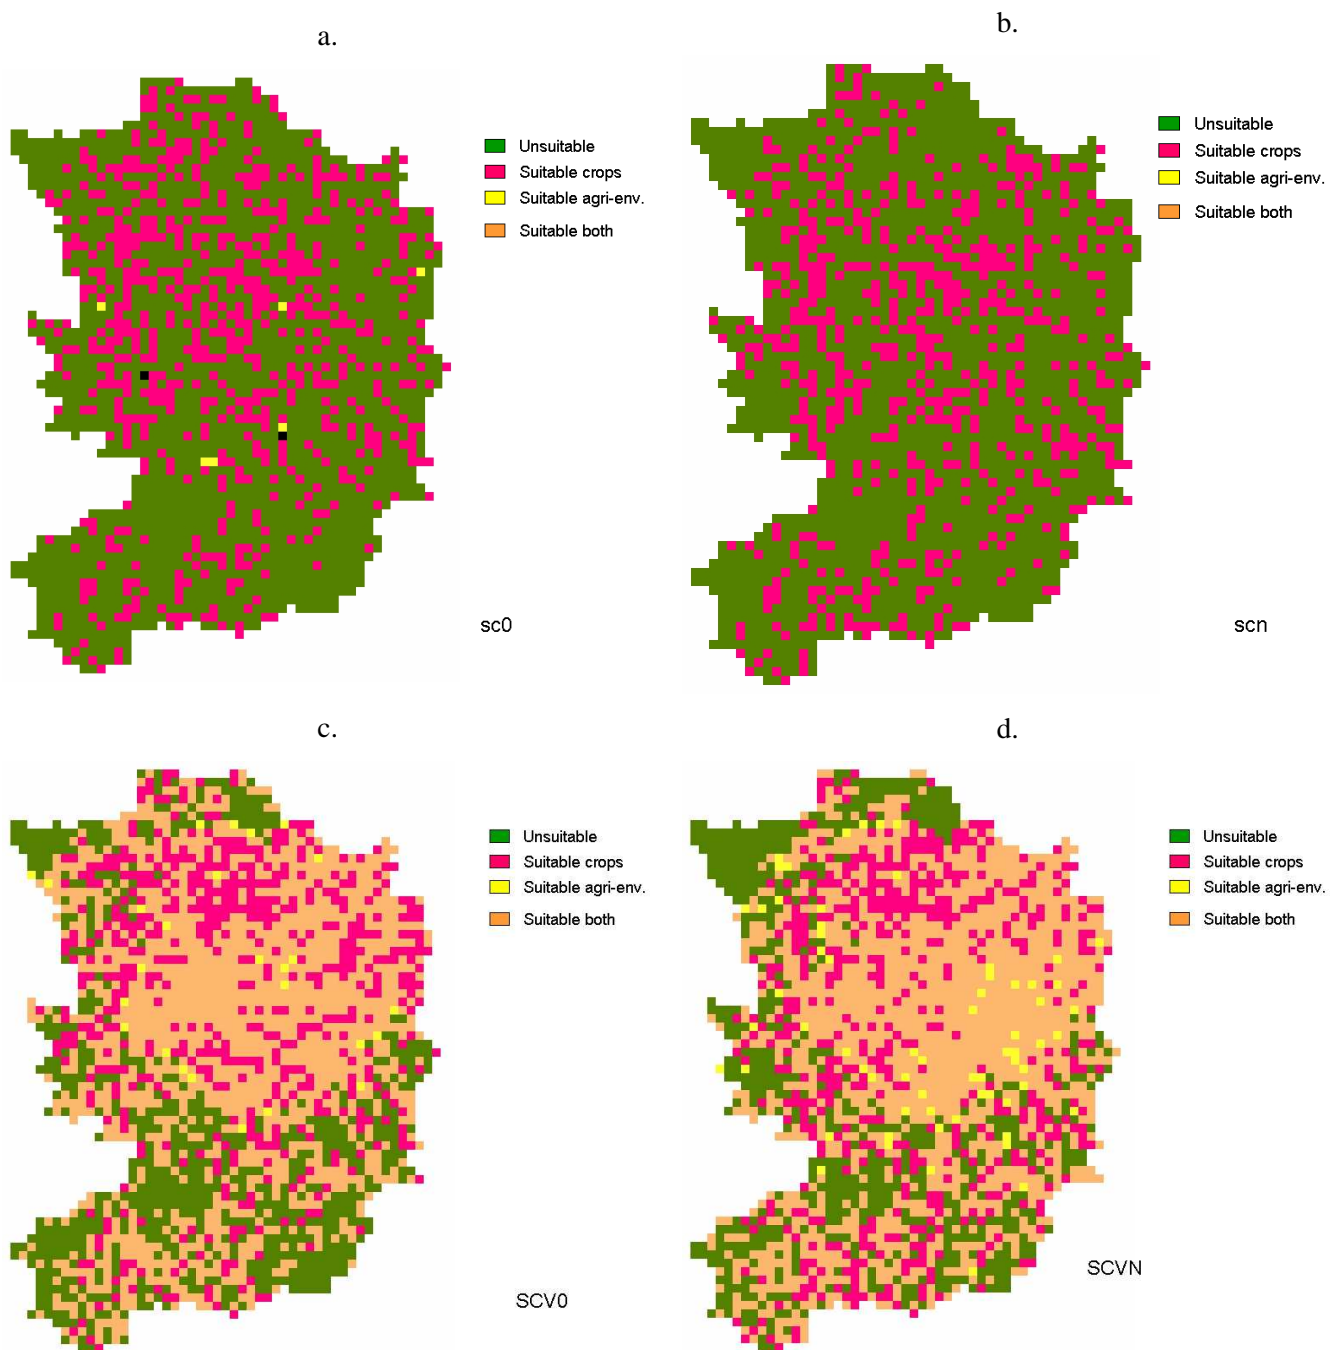 a.
Unsuitable
Suitable crops
Suitable agri-env.
Suitable both
sc0
b.
Unsuitable
Suitable crops
Suitable agri-env.
Suitable both
scn
c.
Unsuitable
Suitable crops
Suitable agri-env.
Suitable both
SCV0
d.
Unsuitable
Suitable crops
Suitable agri-env.
Suitable both
SCVN